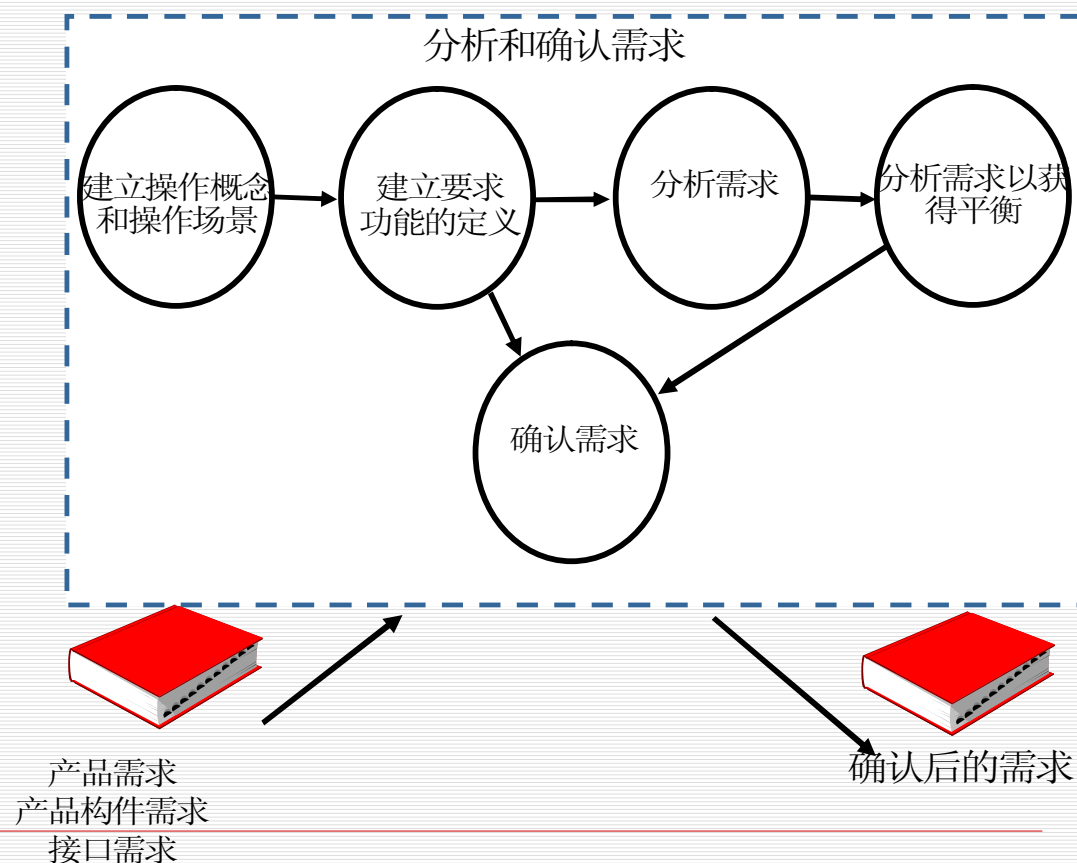 分析和确认需求
建立操作概念
和操作场景
建立要求
功能的定义
分析需求
分析需求以获
得平衡
确认需求
产品需求
产品构件需求
接口需求
确认后的需求